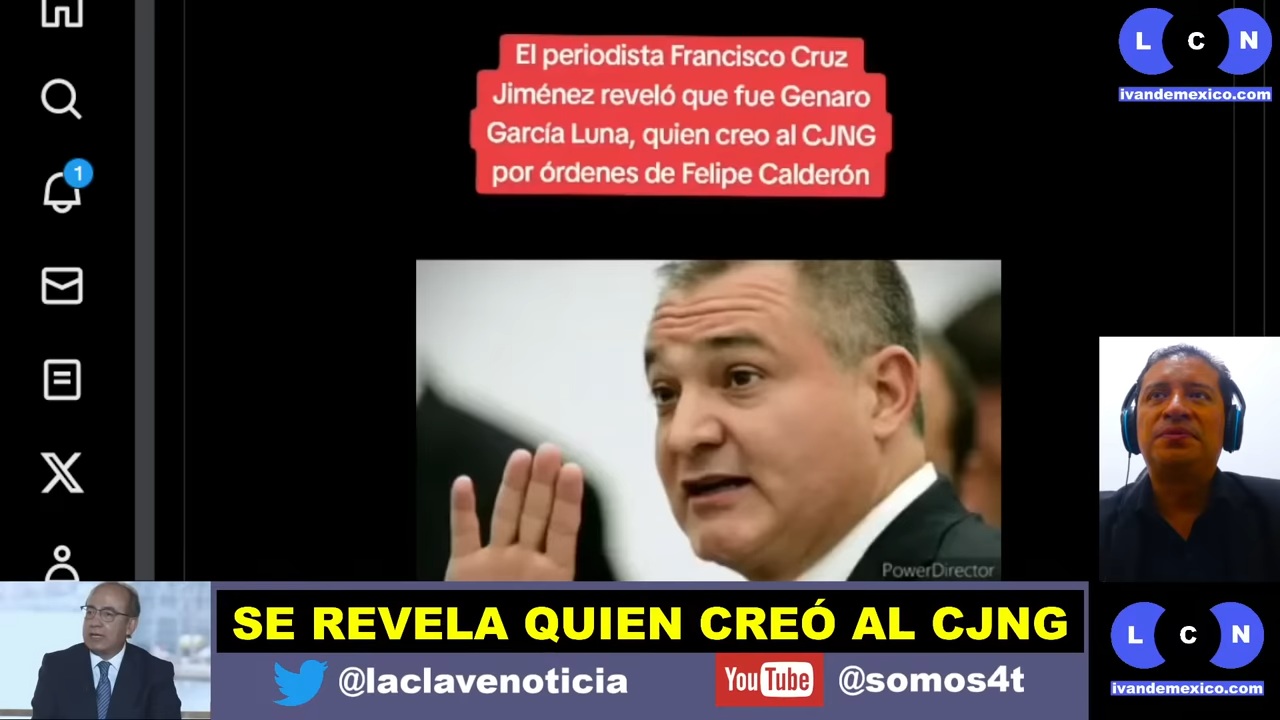 El periodista Francisco Cruz
Jiménez reveló que fue Genaro
García Luna, quien creo al CJNG
por órdenes de Felipe Calderón
L C N
ivandemexico.com
1
PowerDirector
SE REVELA QUIEN CREÓ AL CJNG
@laclavenoticia
YouTube
@somos4t
L C N
ivandemexico.com